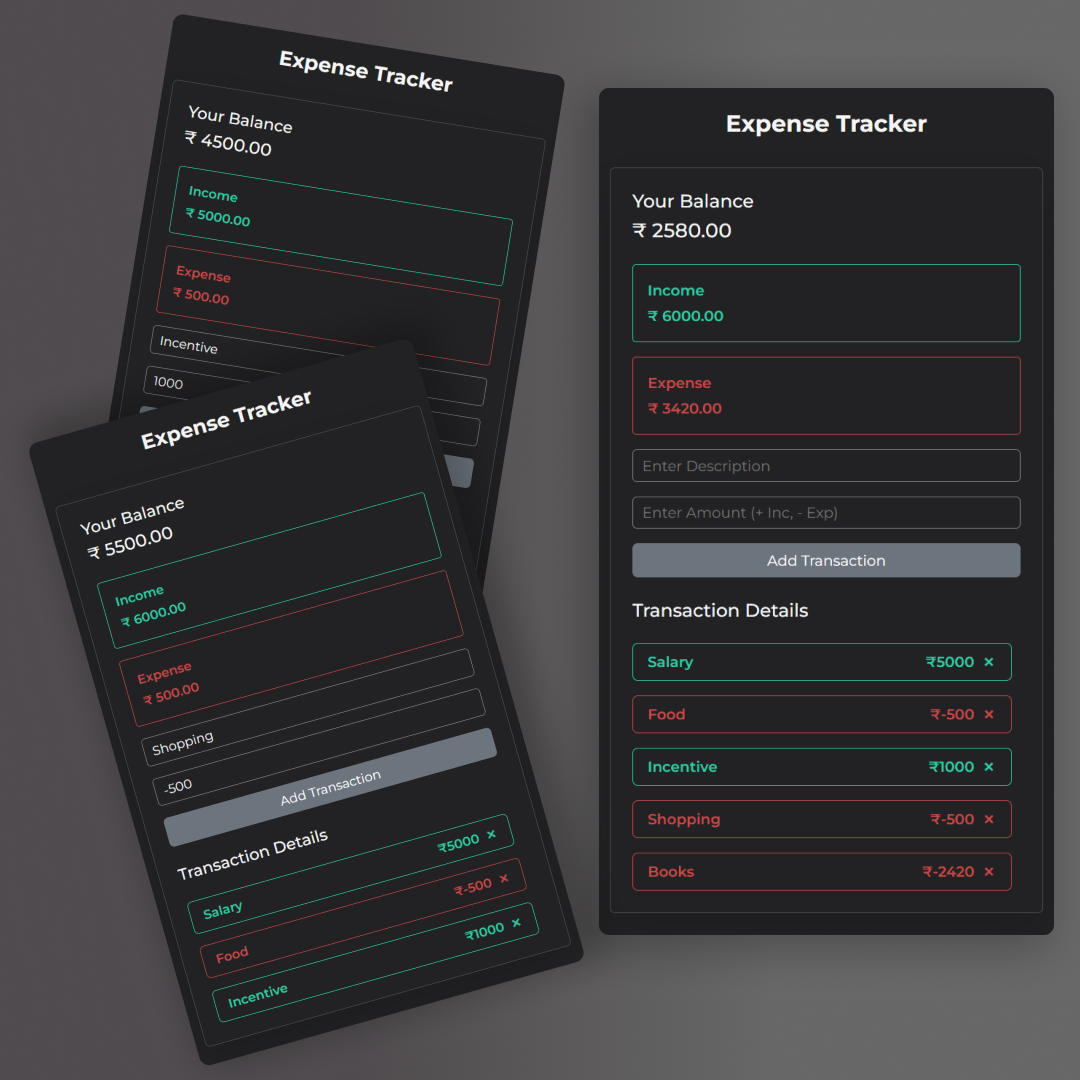 Expense Tracker
Your Balance
₹ 4500.00
Income
₹ 5000.00
Expense
₹ 500.00
Incentive
1000
Expense Tracker
Your Balance
₹ 5500.00
Income
₹ 6000.00
Expense
₹ 500.00
Shopping
-500
Add Transaction
Transaction Details
Salary ₹5000 ×
Food ₹-500 ×
Incentive ₹1000 ×
Expense Tracker
Your Balance
₹ 2580.00
Income
₹ 6000.00
Expense
₹ 3420.00
Enter Description
Enter Amount (+ Inc, - Exp)
Add Transaction
Transaction Details
Salary ₹5000 ×
Food ₹-500 ×
Incentive ₹1000 ×
Shopping ₹-500 ×
Books ₹-2420 ×